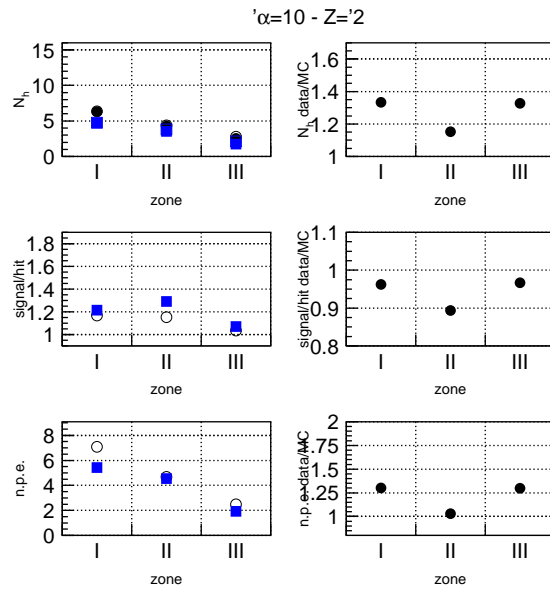 'α=10 - Z='2
N_h
15
10
5
0
I II III
zone
N_h data/MC
1.6
1.4
1.2
1
I II III
zone
signal/hit
1.8
1.6
1.4
1.2
1
I II III
zone
signal/hit data/MC
1.1
1
0.9
0.8
I II III
zone
n.p.e.
8
6
4
2
0
I II III
zone
n.p.e data/MC
2
1.75
1.5
1.25
1
I II III
zone